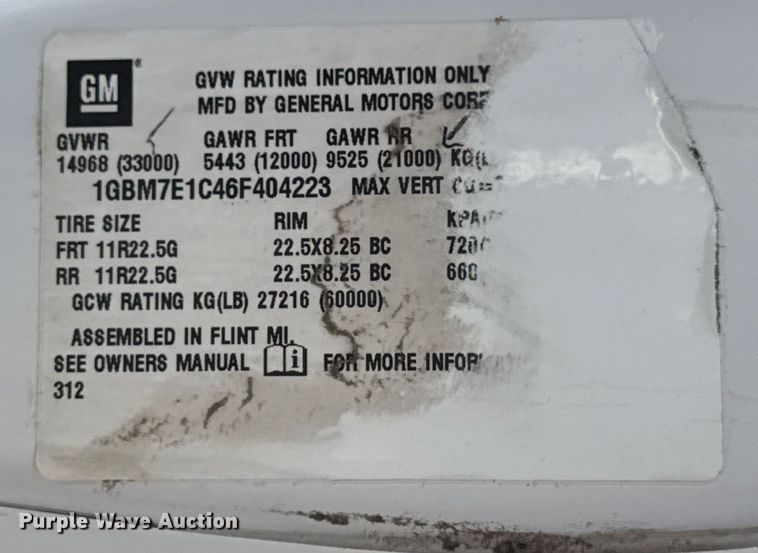 GM
GVW RATING INFORMATION ONLY
MFD BY GENERAL MOTORS
GVWR GAWR FRT GAWR RR
14968 (33000) 5443 (12000) 9525 (21000)
1GBM7E1C46F404223 MAX VERT
TIRE SIZE RIM
FRT 11R22.5G 22.5X8.25 BC
RR 11R22.5G 22.5X8.25 BC
GCW RATING KG(LB) 27216 (60000)
ASSEMBLED IN FLINT MI.
SEE OWNERS MANUAL i FOR MORE
312
Purple Wave Auction